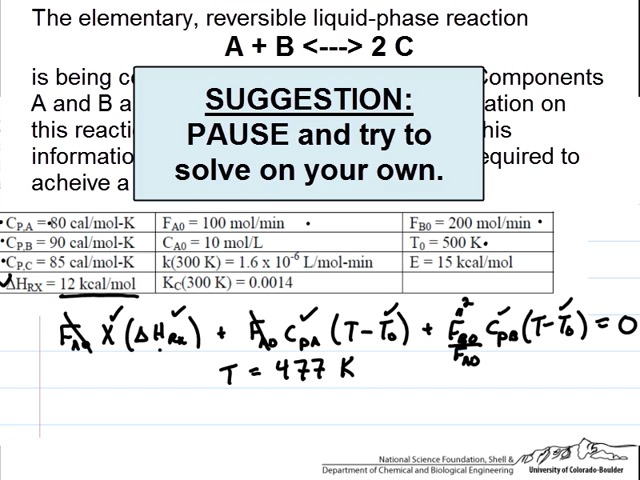 The elementary, reversible liquid-phase reaction
A + B <---> 2 C
is being co Components
A and B a ation on
this reactio his
informatio equired to
acheive a
SUGGESTION:
PAUSE and try to
solve on your own.
• CP,A = 80 cal/mol-K FA0 = 100 mol/min FB0 = 200 mol/min
• CP,B = 90 cal/mol-K CA0 = 10 mol/L T0 = 500 K
• CP,C = 85 cal/mol-K k(300 K) = 1.6 x 10⁻⁶ L/mol-min E = 15 kcal/mol
✓ ΔHRX = 12 kcal/mol KC(300 K) = 0.0014
FA0 X (ΔHRX) + FA0 CPA (T - T0) + FB0/FA0 2 CPB (T - T0) = 0
T = 477 K
National Science Foundation, Shell &
Department of Chemical and Biological Engineering
University of Colorado-Boulder